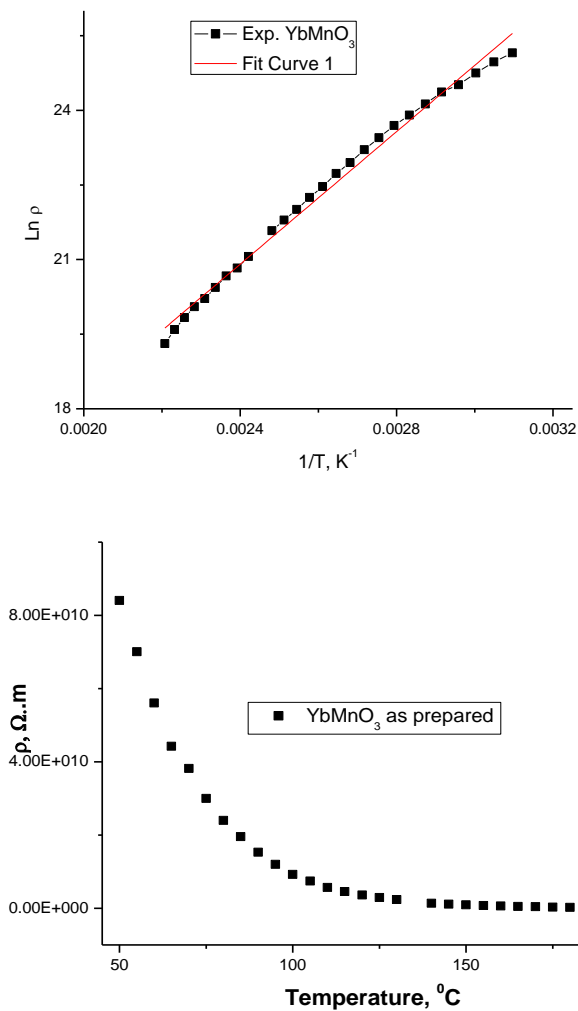 Exp. YbMnO₃
Fit Curve 1
24
21
18
Ln ρ
0.0020
0.0024
0.0028
0.0032
1/T, K⁻¹
8.00E+010
4.00E+010
0.00E+000
ρ, Ω..m
YbMnO₃ as prepared
50
100
150
Temperature, ⁰C